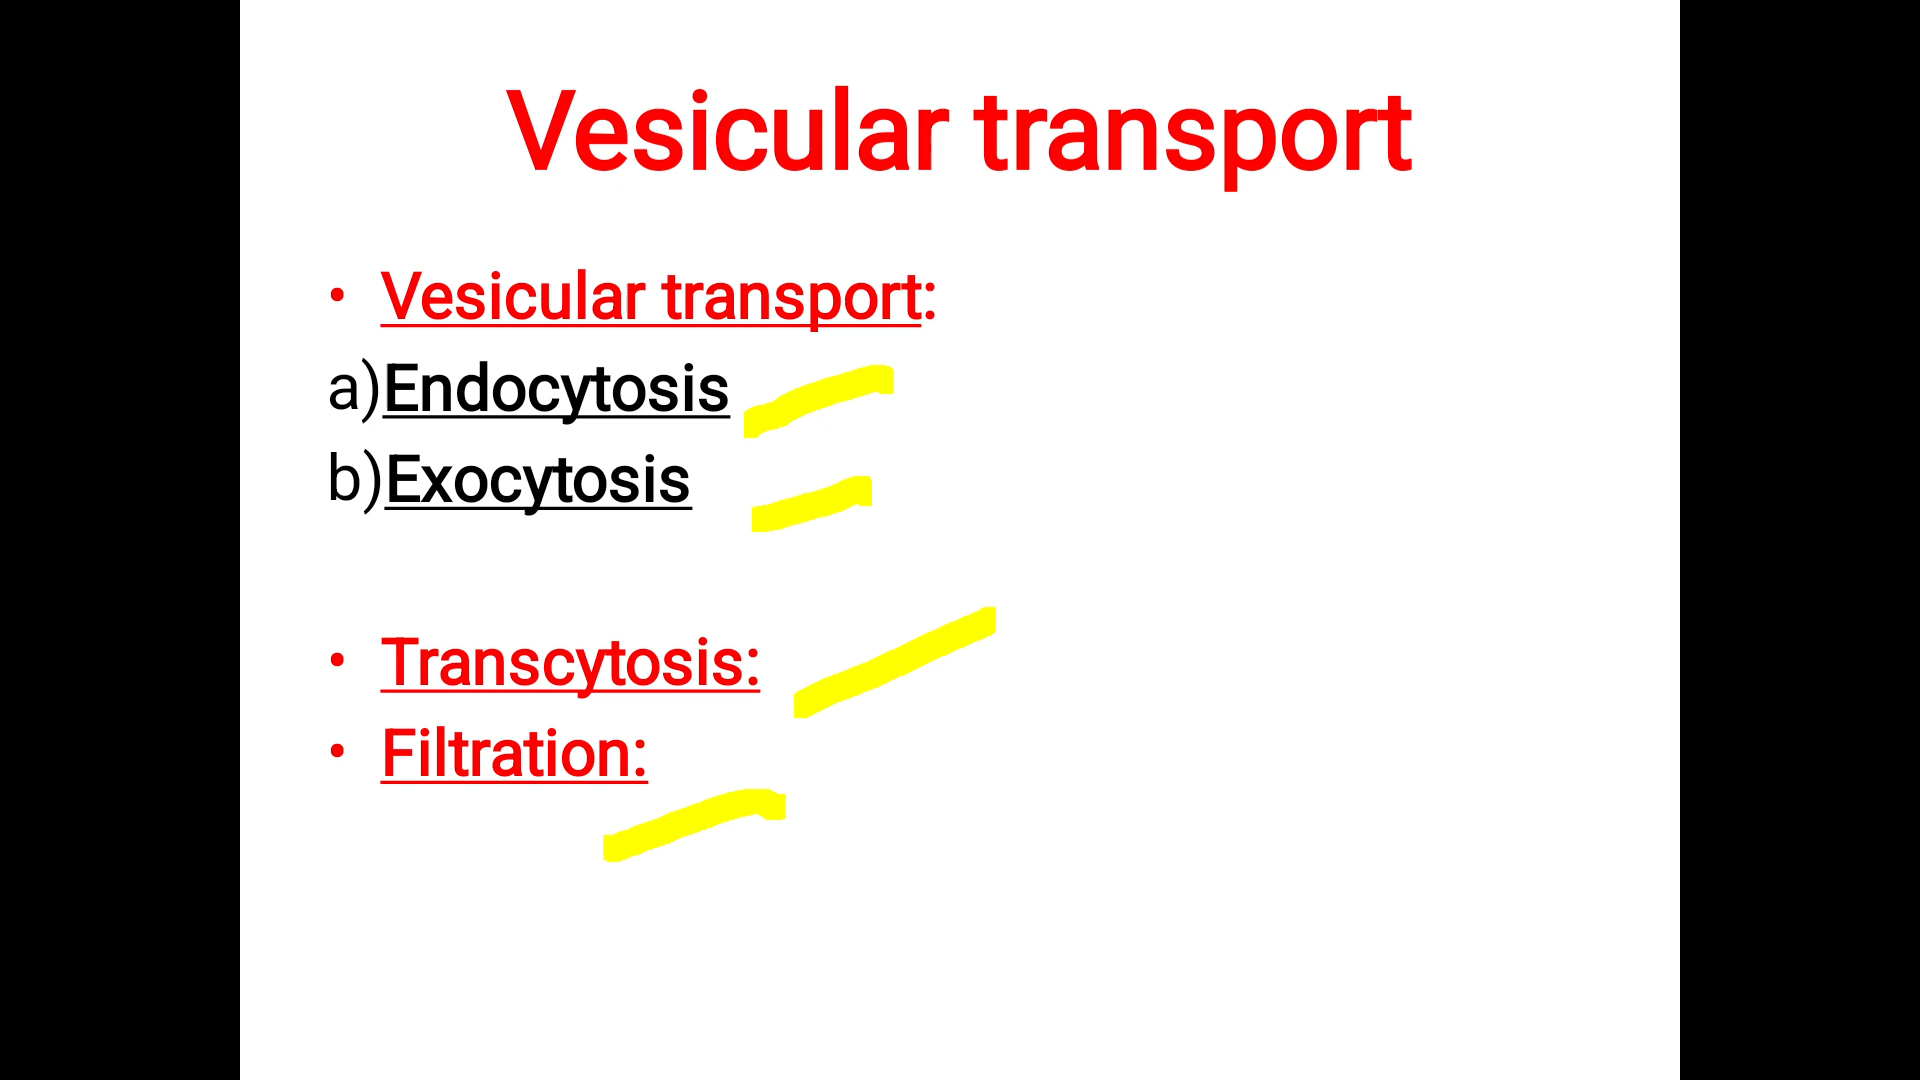 Vesicular transport
• Vesicular transport:
a)Endocytosis
b)Exocytosis
• Transcytosis:
• Filtration: